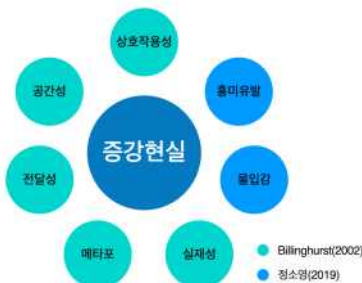 상호작용성
공간성
흥미유발
증강현실
전달성
몰입감
메타포
실재성
Billinghurst(2002)
정소영(2019)